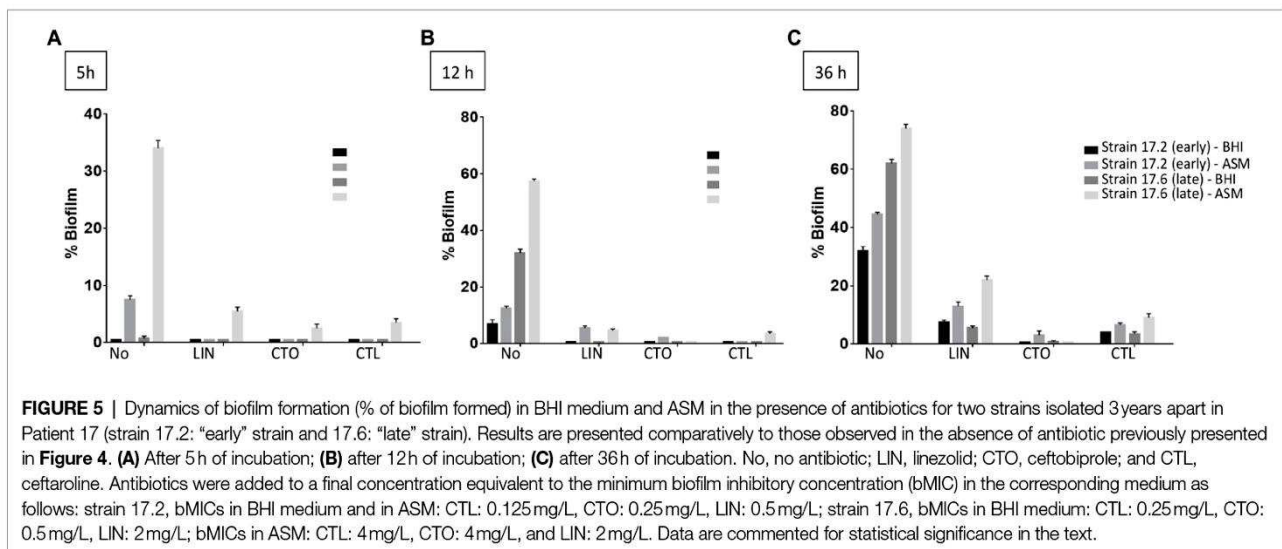 A
5h
40
30
20
10
0
% Biofilm
No LIN CTO CTL
B
12 h
80
60
40
20
0
% Biofilm
No LIN CTO CTL
C
36 h
80
60
40
20
0
% Biofilm
No LIN CTO CTL
Strain 17.2 (early) - BHI
Strain 17.2 (early) - ASM
Strain 17.6 (late) - BHI
Strain 17.6 (late) - ASM
FIGURE 5 | Dynamics of biofilm formation (% of biofilm formed) in BHI medium and ASM in the presence of antibiotics for two strains isolated 3 years apart in
Patient 17 (strain 17.2: “early” strain and 17.6: “late” strain). Results are presented comparatively to those observed in the absence of antibiotic previously presented
in Figure 4. (A) After 5 h of incubation; (B) after 12 h of incubation; (C) after 36 h of incubation. No, no antibiotic; LIN, linezolid; CTO, ceftobiprole; and CTL,
ceftaroline. Antibiotics were added to a final concentration equivalent to the minimum biofilm inhibitory concentration (bMIC) in the corresponding medium as
follows: strain 17.2, bMICs in BHI medium and in ASM: CTL: 0.125 mg/L, CTO: 0.25 mg/L, LIN: 0.5 mg/L; strain 17.6, bMICs in BHI medium: CTL: 0.25 mg/L, CTO:
0.5 mg/L, LIN: 2 mg/L; bMICs in ASM: CTL: 4 mg/L, CTO: 4 mg/L, and LIN: 2 mg/L. Data are commented for statistical significance in the text.